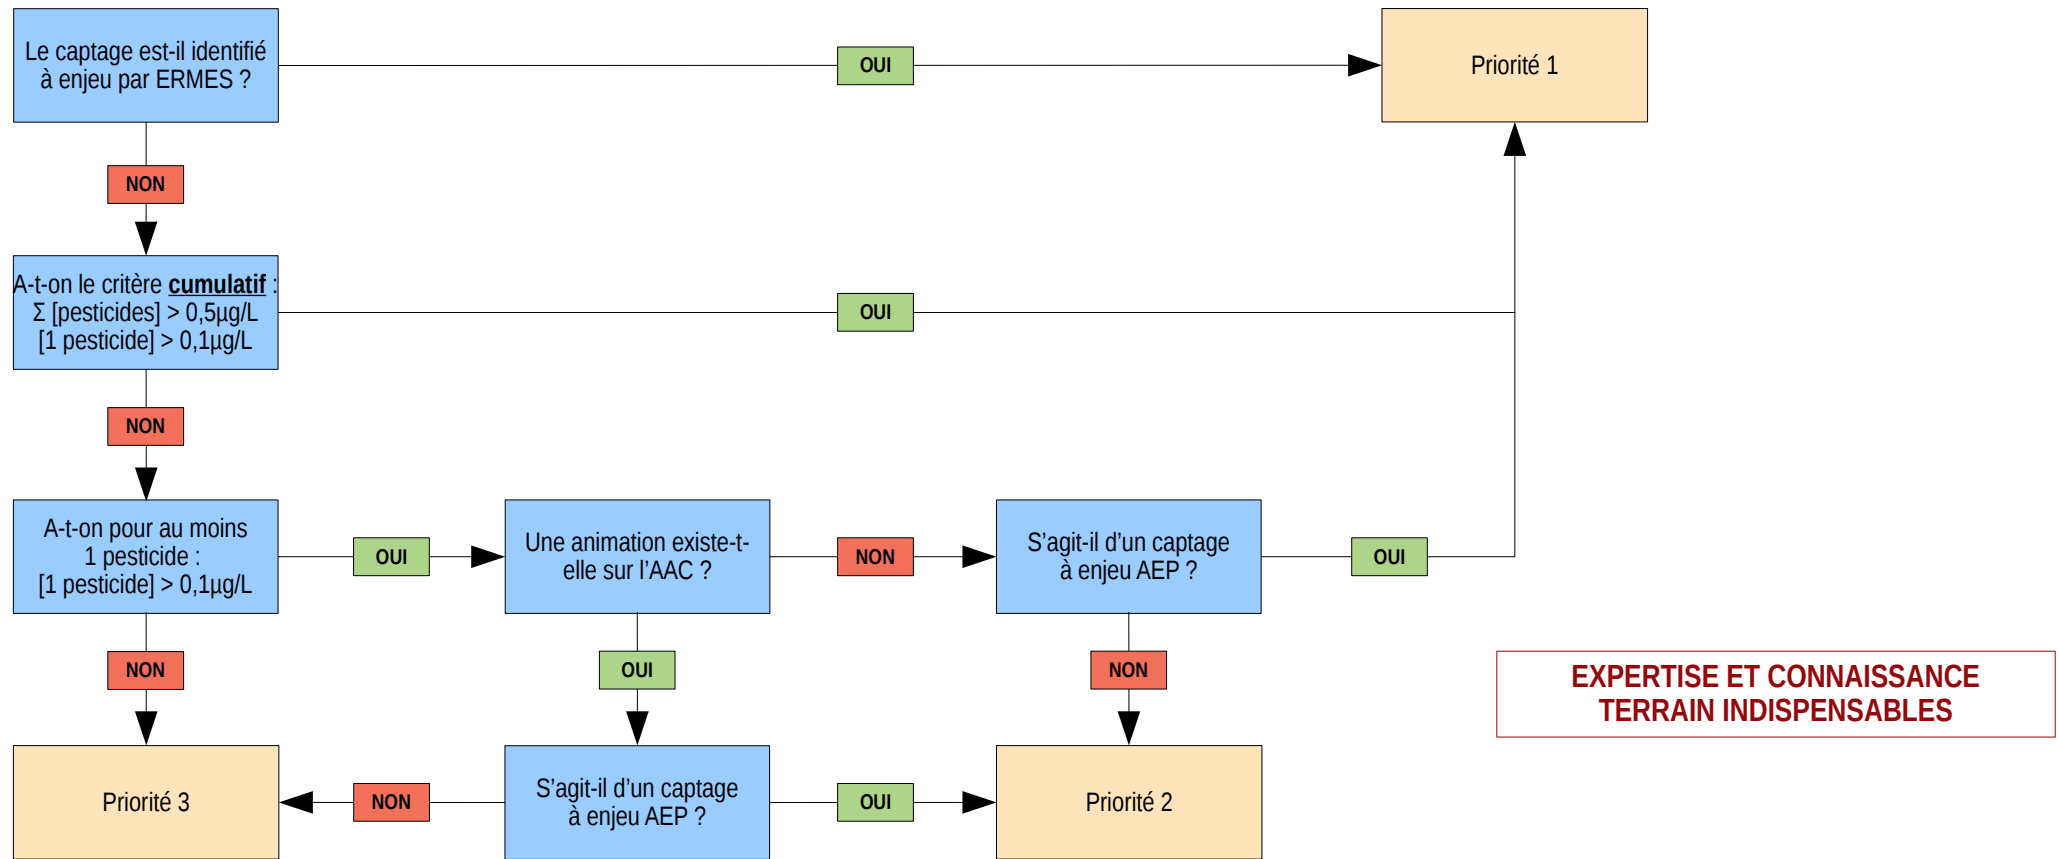 Le captage est-il identifié
à enjeu par ERMES ?
OUI
Priorité 1
NON
A-t-on le critère cumulatif :
Σ [pesticides] > 0,5µg/L
[1 pesticide] > 0,1µg/L
OUI
NON
A-t-on pour au moins
1 pesticide :
[1 pesticide] > 0,1µg/L
OUI
Une animation existe-t-
elle sur l’AAC ?
NON
S’agit-il d’un captage
à enjeu AEP ?
OUI
NON
OUI
NON
EXPERTISE ET CONNAISSANCE
TERRAIN INDISPENSABLES
Priorité 3
NON
S’agit-il d’un captage
à enjeu AEP ?
OUI
Priorité 2